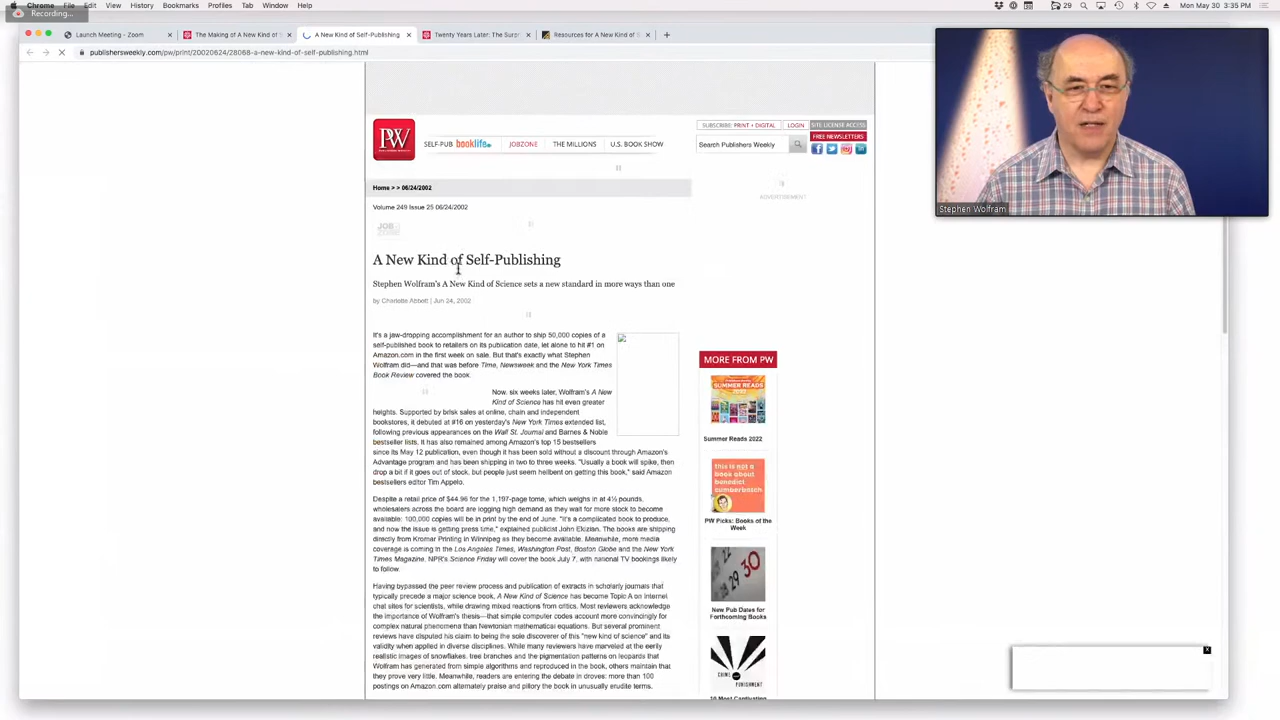 Chrome File Edit View History Bookmarks Profiles Tab Window Help
29
Mon May 30 3:35 PM
Recording...
Launch Meeting - Zoom
The Making of A New Kind of S
A New Kind of Self-Publishing
Twenty Years Later: The Surpr
Resources for A New Kind of S
publishersweekly.com/pw/print/20020624/28068-a-new-kind-of-self-publishing.html
Stephen Wolfram
PW
SUBSCRIBE: PRINT + DIGITAL LOGIN SITE LICENSE ACCESS
FREE NEWSLETTERS
SELF-PUB booklife JOBZONE THE MILLIONS U.S. BOOK SHOW
Search Publishers Weekly
Home > > 06/24/2002
ADVERTISEMENT
Volume 249 Issue 25 06/24/2002
JOB
ZONE
A New Kind of Self-Publishing
Stephen Wolfram's A New Kind of Science sets a new standard in more ways than one
by Charlotte Abbott | Jun 24, 2002
It's a jaw-dropping accomplishment for an author to ship 50,000 copies of a
self-published book to retailers on its publication date, let alone to hit #1 on
Amazon.com in the first week on sale. But that's exactly what Stephen
Wolfram did—and that was before Time, Newsweek and the New York Times
Book Review covered the book.
Now, six weeks later, Wolfram's A New
Kind of Science has hit even greater
heights. Supported by brisk sales at online, chain and independent
bookstores, it debuted at #16 on yesterday's New York Times extended list,
following previous appearances on the Wall St. Journal and Barnes & Noble
bestseller lists. It has also remained among Amazon's top 15 bestsellers
since its May 12 publication, even though it has been sold without a discount through Amazon's
Advantage program and has been shipping in two to three weeks. "Usually a book will spike, then
drop a bit if it goes out of stock, but people just seem hellbent on getting this book," said Amazon
bestsellers editor Tim Appelo.
Despite a retail price of $44.96 for the 1,197-page tome, which weighs in at 4½ pounds,
wholesalers across the board are logging high demand as they wait for more stock to become
available: 100,000 copies will be in print by the end of June. "It's a complicated book to produce,
and now the issue is getting press time," explained publicist John Ekizian. The books are shipping
directly from Kromar Printing in Winnipeg as they become available. Meanwhile, more media
coverage is coming in the Los Angeles Times, Washington Post, Boston Globe and the New York
Times Magazine. NPR's Science Friday will cover the book July 7, with national TV bookings likely
to follow.
Having bypassed the peer review process and publication of extracts in scholarly journals that
typically precede a major science book, A New Kind of Science has become Topic A on Internet
chat sites for scientists, while drawing mixed reactions from critics. Most reviewers acknowledge
the importance of Wolfram's thesis—that simple computer codes account more convincingly for
complex natural phenomena than Newtonian mathematical equations. But several prominent
reviews have disputed his claim to being the sole discoverer of this "new kind of science" and its
validity when applied in diverse disciplines. While many reviewers have marveled at the eerily
realistic images of snowflakes, tree branches and the pigmentation patterns on leopards that
Wolfram has generated from simple algorithms and reproduced in the book, others maintain that
they prove very little. Meanwhile, readers are entering the debate in droves: more than 100
postings on Amazon.com alternately praise and pillory the book in unusually erudite terms.
MORE FROM PW
SUMMER READS
Summer Reads 2022
this is not a
book about
benedict
cumberbatch
PW Picks: Books of the
Week
22
28 29 30
New Pub Dates for
Forthcoming Books
CRIME
PUNISHMENT
10 Most Captivating